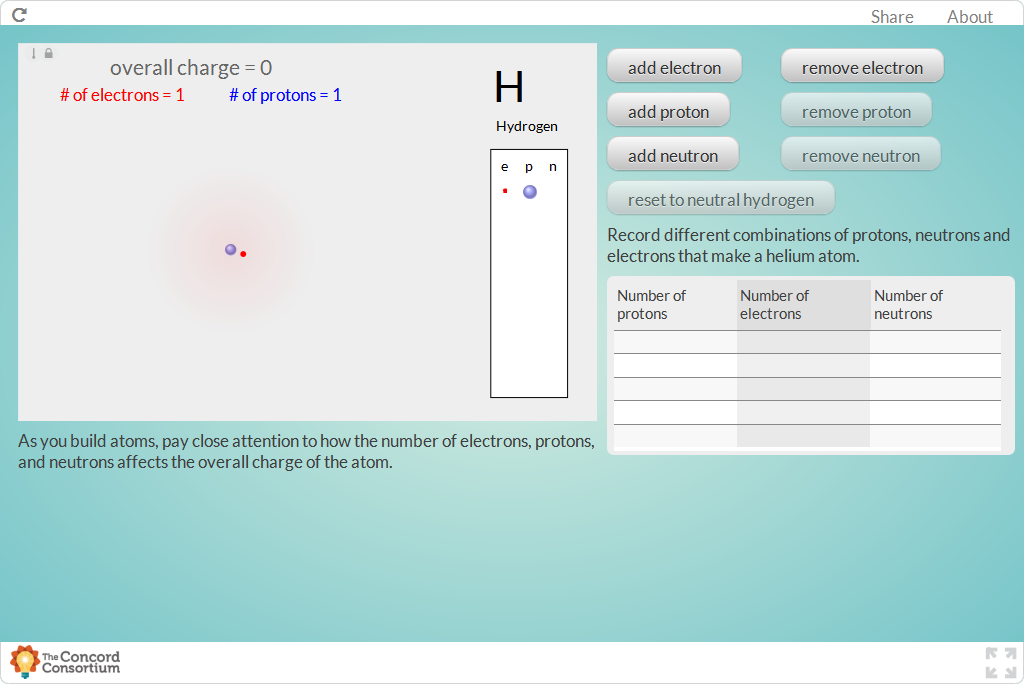 Share About
overall charge = 0
# of electrons = 1 # of protons = 1
H
Hydrogen
e p n
As you build atoms, pay close attention to how the number of electrons, protons,
and neutrons affects the overall charge of the atom.
add electron remove electron
add proton remove proton
add neutron remove neutron
reset to neutral hydrogen
Record different combinations of protons, neutrons and
electrons that make a helium atom.
Number of protons
Number of electrons
Number of neutrons
The Concord
Consortium